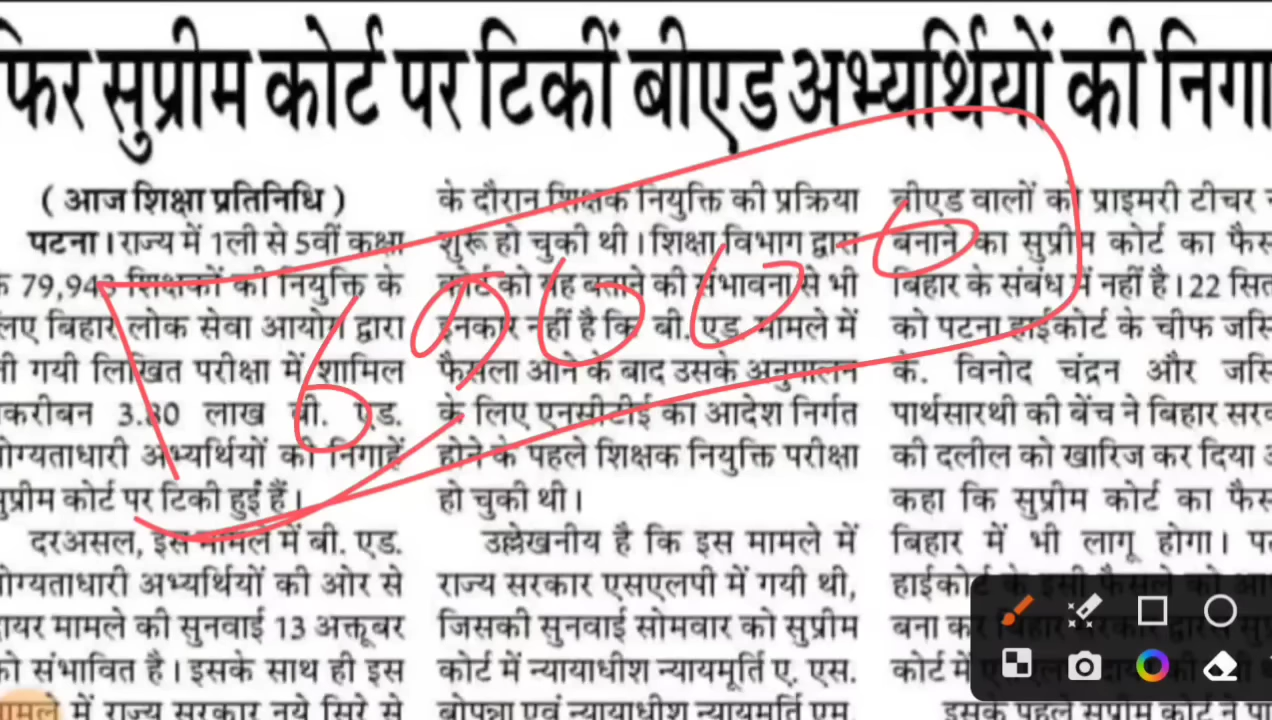 फिर सुप्रीम कोर्ट पर टिकीं बीएड अभ्यर्थियों की निगा
( आज शिक्षा प्रतिनिधि )
पटना। राज्य में 1ली से 5वीं कक्षा
के 79,943 शिक्षकों की नियुक्ति के
लिए बिहार लोक सेवा आयोग द्वारा
ली गयी लिखित परीक्षा में शामिल
करीबन 3.80 लाख बी. एड.
योग्यताधारी अभ्यर्थियों की निगाहें
सुप्रीम कोर्ट पर टिकी हुईं हैं।
दरअसल, इस मामले में बी. एड.
योग्यताधारी अभ्यर्थियों की ओर से
दायर मामले की सुनवाई 13 अक्तूबर
को संभावित है। इसके साथ ही इस
मामले में राज्य सरकार नये सिरे से
के दौरान शिक्षक नियुक्ति की प्रक्रिया
शुरू हो चुकी थी। शिक्षा विभाग द्वारा
कोर्ट को यह बताने की संभावना से भी
इनकार नहीं है कि बी. एड. मामले में
फैसला आने के बाद उसके अनुपालन
के लिए एनसीटीई का आदेश निर्गत
होने के पहले शिक्षक नियुक्ति परीक्षा
हो चुकी थी।
उल्लेखनीय है कि इस मामले में
राज्य सरकार एसएलपी में गयी थी,
जिसकी सुनवाई सोमवार को सुप्रीम
कोर्ट में न्यायाधीश न्यायमूर्ति ए. एस.
बोपन्ना एवं न्यायाधीश न्यायमूर्ति एम.
बीएड वालों को प्राइमरी टीचर
बनाने का सुप्रीम कोर्ट का फैस
बिहार के संबंध में नहीं है। 22 सित
को पटना हाईकोर्ट के चीफ जस्टि
के. विनोद चंद्रन और जस्टि
पार्थसारथी की बेंच ने बिहार सरक
की दलील को खारिज कर दिया
कहा कि सुप्रीम कोर्ट का फैस
बिहार में भी लागू होगा। पट
हाईकोर्ट के इसी फैसले को आ
बना कर बिहार सरकार द्वारा सु
कोर्ट में
इसके पहले सुप्रीम कोर्ट ने